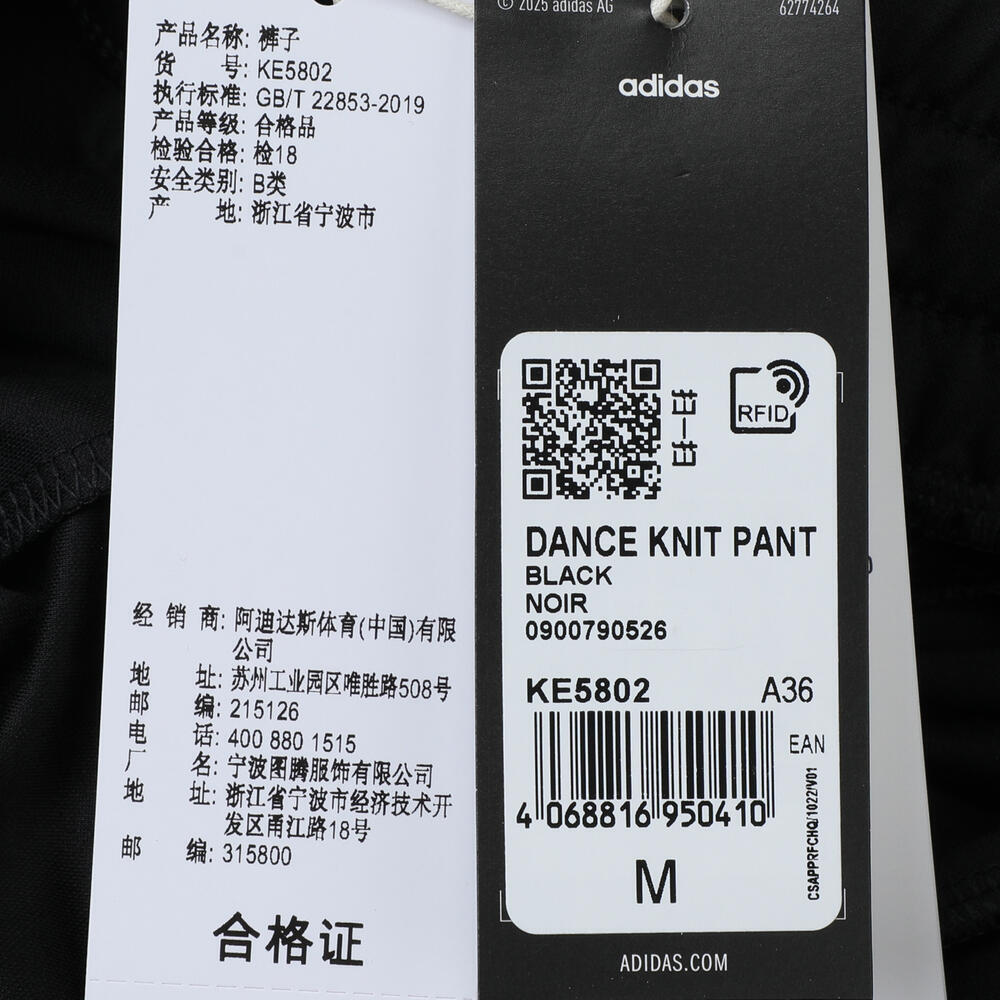 产品名称: 裤子
货 号: KE5802
执行标准: GB/T 22853-2019
产品等级: 合格品
检验合格: 检18
安全类别: B类
产 地: 浙江省宁波市
经 销 商: 阿迪达斯体育(中国)有限
公司
地 址: 苏州工业园区唯胜路508号
邮 编: 215126
电 话: 400 880 1515
厂 名: 宁波图腾服饰有限公司
地 址: 浙江省宁波市经济技术开
发区甬江路18号
邮 编: 315800
合格证
© 2025 adidas AG
62774264
adidas
扫一扫
RFID
DANCE KNIT PANT
BLACK
NOIR
0900790526
KE5802 A36
EAN
4 068816 950410
CSAPPRFCHQ/1022/V01
M
ADIDAS.COM